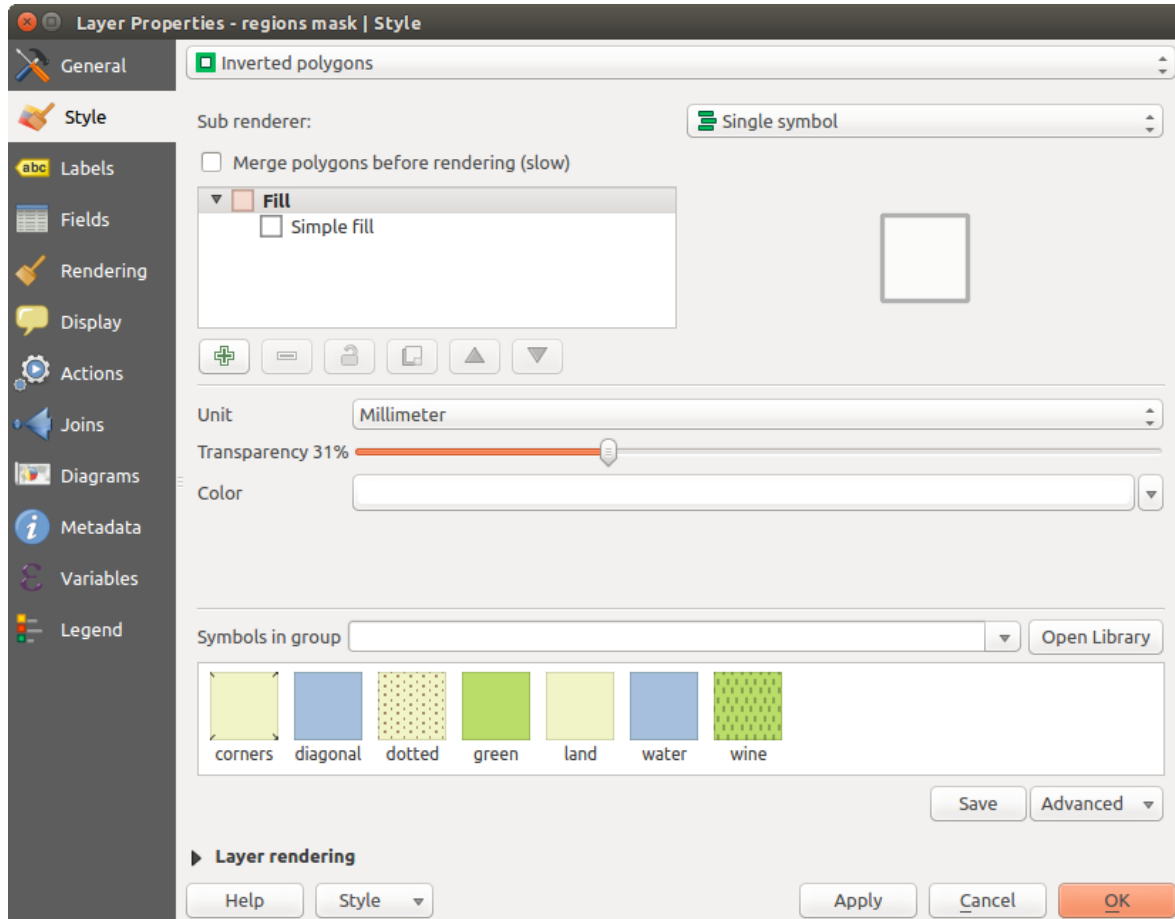 Layer Properties - regions mask | Style
General
Style
abc Labels
Fields
Rendering
Display
Actions
Joins
Diagrams
i Metadata
ε Variables
Legend
Inverted polygons
Sub renderer:
Single symbol
Merge polygons before rendering (slow)
Fill
Simple fill
Unit
Millimeter
Transparency 31%
Color
Symbols in group
Open Library
corners diagonal dotted green land water wine
Save
Advanced
Layer rendering
Help
Style
Apply
Cancel
OK